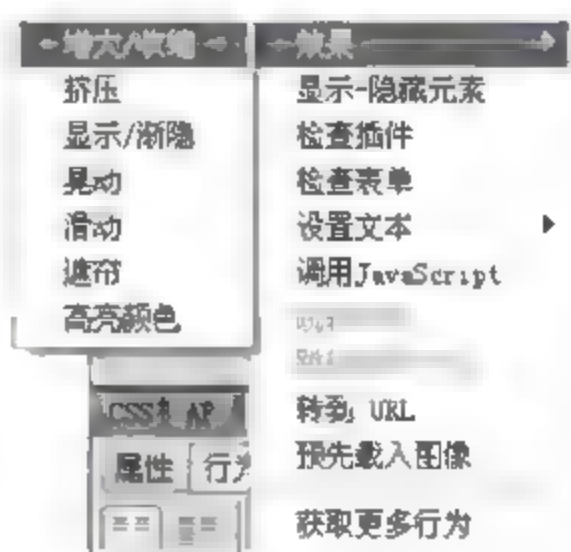 增大/收缩
挤压
显示/渐隐
晃动
滑动
遮帘
高亮颜色
效果
显示-隐藏元素
检查插件
检查表单
设置文本
调用JavaScript
转到 URL
预先载入图像
获取更多行为
CSS
AP
属性
行为